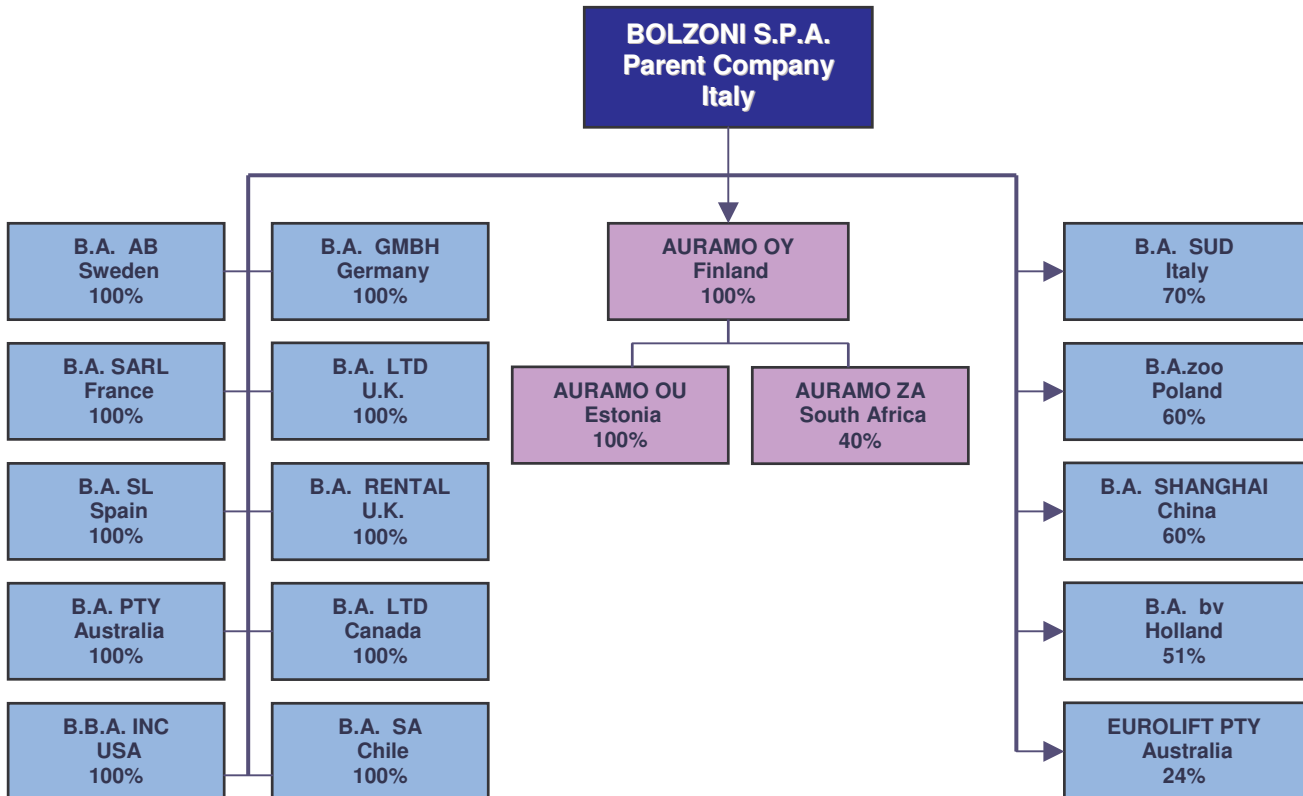 BOLZONI S.P.A.
Parent Company
Italy
B.A. AB
Sweden
100%
B.A. GMBH
Germany
100%
AURAMO OY
Finland
100%
B.A. SUD
Italy
70%
B.A. SARL
France
100%
B.A. LTD
U.K.
100%
AURAMO OU
Estonia
100%
AURAMO ZA
South Africa
40%
B.A.zoo
Poland
60%
B.A. SL
Spain
100%
B.A. RENTAL
U.K.
100%
B.A. SHANGHAI
China
60%
B.A. PTY
Australia
100%
B.A. LTD
Canada
100%
B.A. bv
Holland
51%
B.B.A. INC
USA
100%
B.A. SA
Chile
100%
EUROLIFT PTY
Australia
24%